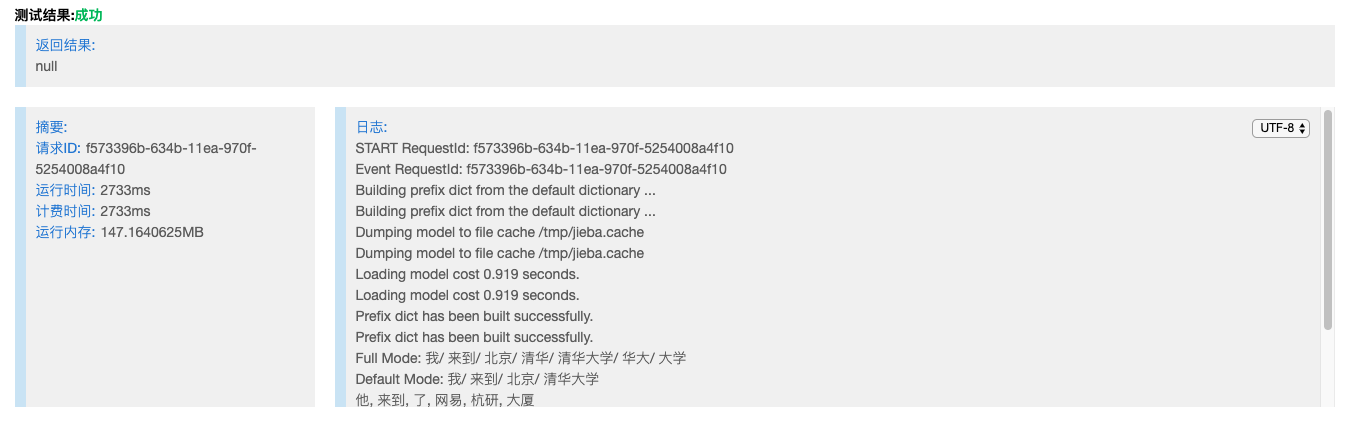 测试结果:成功
返回结果:
null
摘要:
请求ID: f573396b-634b-11ea-970f-
5254008a4f10
运行时间: 2733ms
计费时间: 2733ms
运行内存: 147.1640625MB
日志:
UTF-8
START RequestId: f573396b-634b-11ea-970f-5254008a4f10
Event RequestId: f573396b-634b-11ea-970f-5254008a4f10
Building prefix dict from the default dictionary ...
Building prefix dict from the default dictionary ...
Dumping model to file cache /tmp/jieba.cache
Dumping model to file cache /tmp/jieba.cache
Loading model cost 0.919 seconds.
Loading model cost 0.919 seconds.
Prefix dict has been built successfully.
Prefix dict has been built successfully.
Full Mode: 我/ 来到/ 北京/ 清华/ 清华大学/ 华大/ 大学
Default Mode: 我/ 来到/ 北京/ 清华大学
他, 来到, 了, 网易, 杭研, 大厦